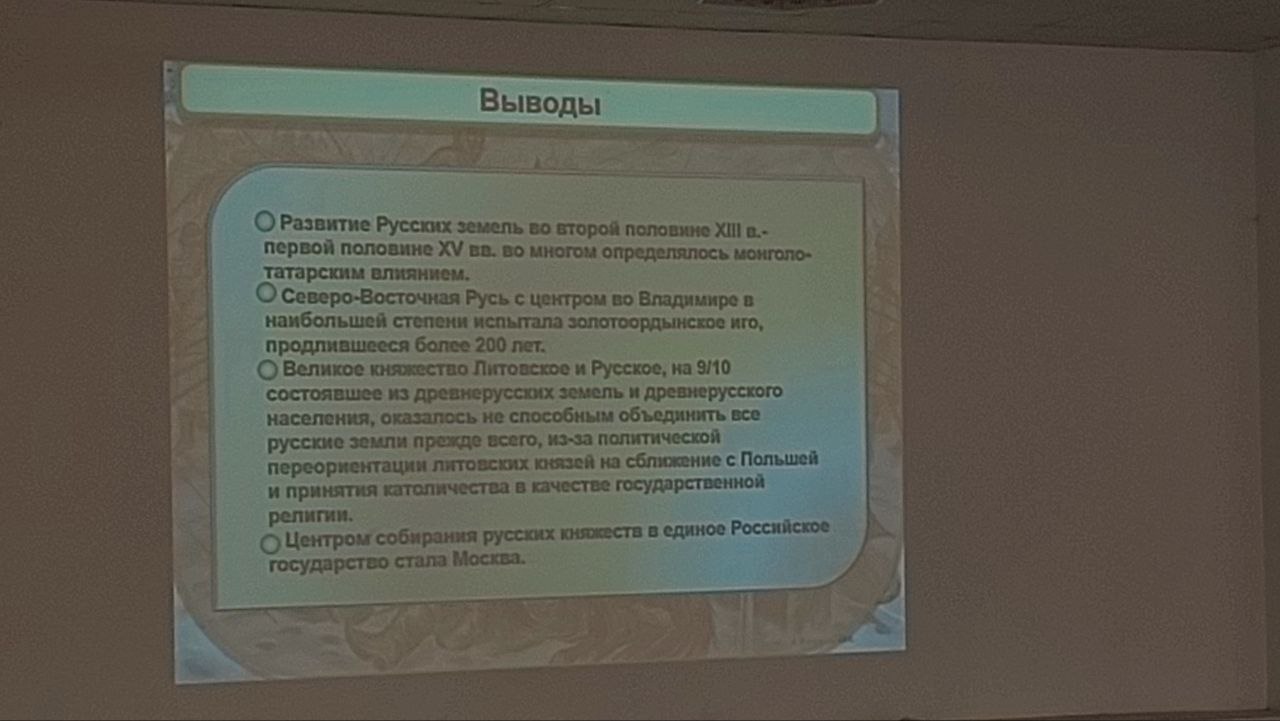 Выводы
Развитие Русских земель во второй половине XIII в.-
первой половине XV вв. во многом определялось монголо-
татарским влиянием.
Северо-Восточная Русь с центром во Владимире в
наибольшей степени испытала золотоордынское иго,
продлившееся более 200 лет.
Великое княжество Литовское и Русское, на 9/10
состоявшее из древнерусских земель и древнерусского
населения, оказалось не способным объединить все
русские земли прежде всего, из-за политической
переориентации литовских князей на сближение с Польшей
и принятия католичества в качестве государственной
религии.
Центром собирания русских княжеств в единое Российское
государство стала Москва.